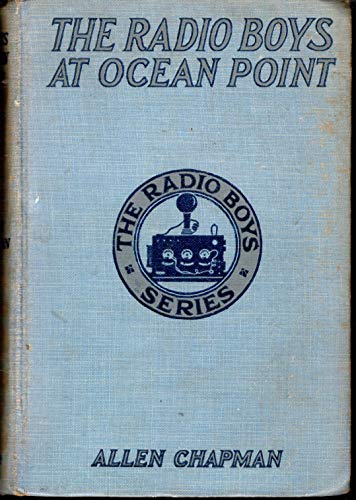 THE RADIO BOYS
AT OCEAN POINT
THE RADIO BOYS
SERIES
ALLEN CHAPMAN